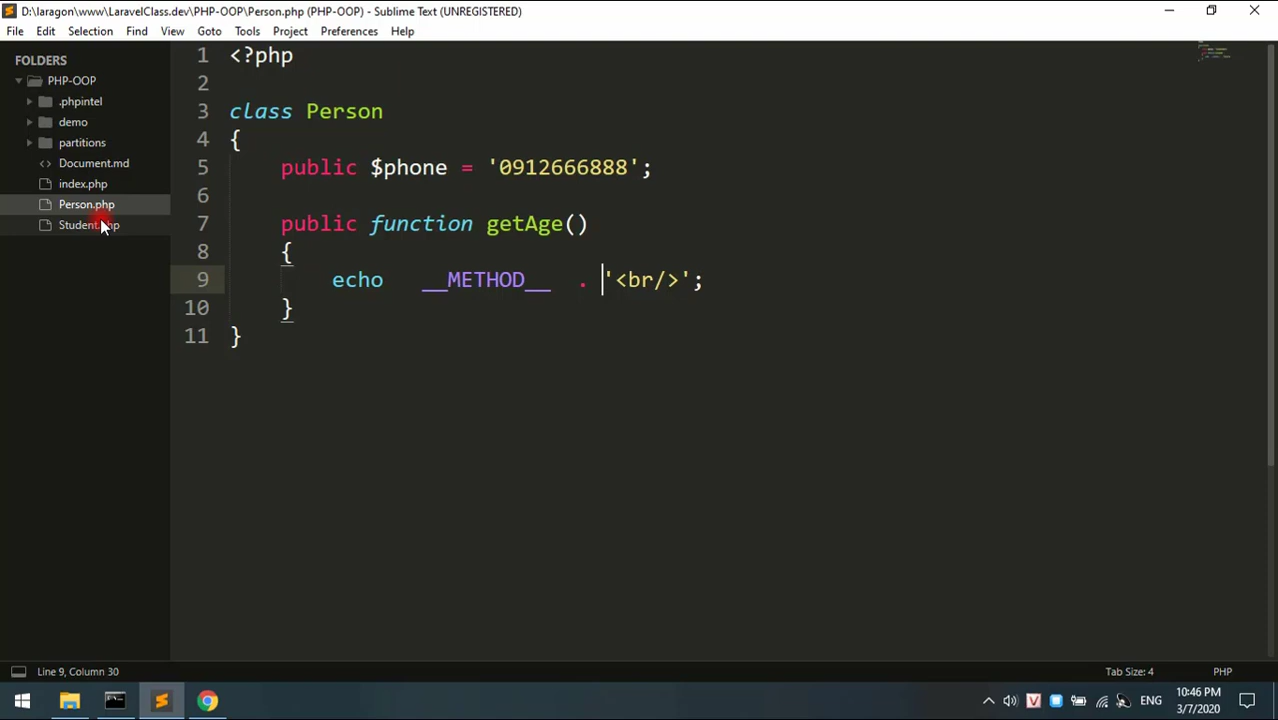 D:\laragon\www\LaravelClass.dev\PHP-OOP\Person.php (PHP-OOP) - Sublime Text (UNREGISTERED)
File Edit Selection Find View Goto Tools Project Preferences Help
FOLDERS
PHP-OOP
.phpintel
demo
partitions
<> Document.md
index.php
Person.php
Student.php
1 <?php
2
3 class Person
4 {
5 public $phone = '0912666888';
6
7 public function getAge()
8 {
9 echo __METHOD__ . '<br/>';
10 }
11 }
Line 9, Column 30
Tab Size: 4 PHP
V ENG
10:46 PM
3/7/2020